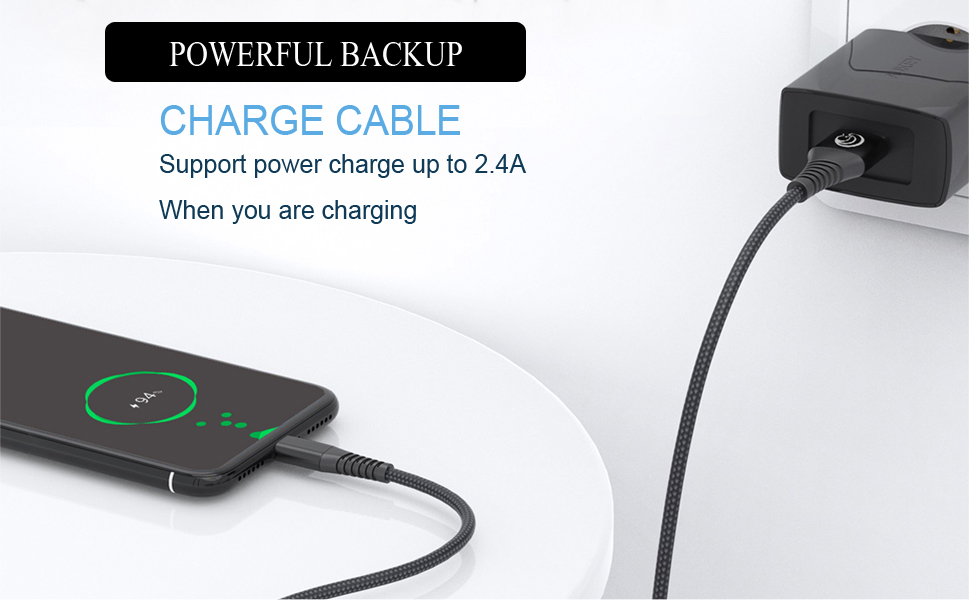 POWERFUL BACKUP
CHARGE CABLE
Support power charge up to 2.4A
When you are charging
94%